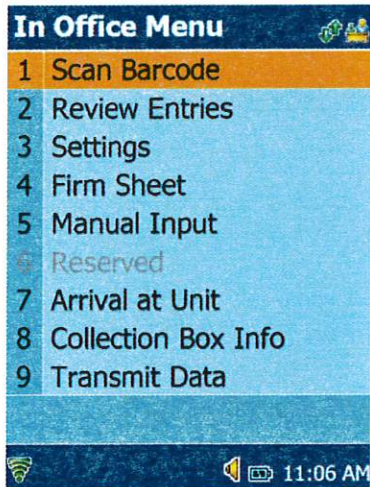 In Office Menu
1 Scan Barcode
2 Review Entries
3 Settings
4 Firm Sheet
5 Manual Input
6 Reserved
7 Arrival at Unit
8 Collection Box Info
9 Transmit Data
11:06 AM